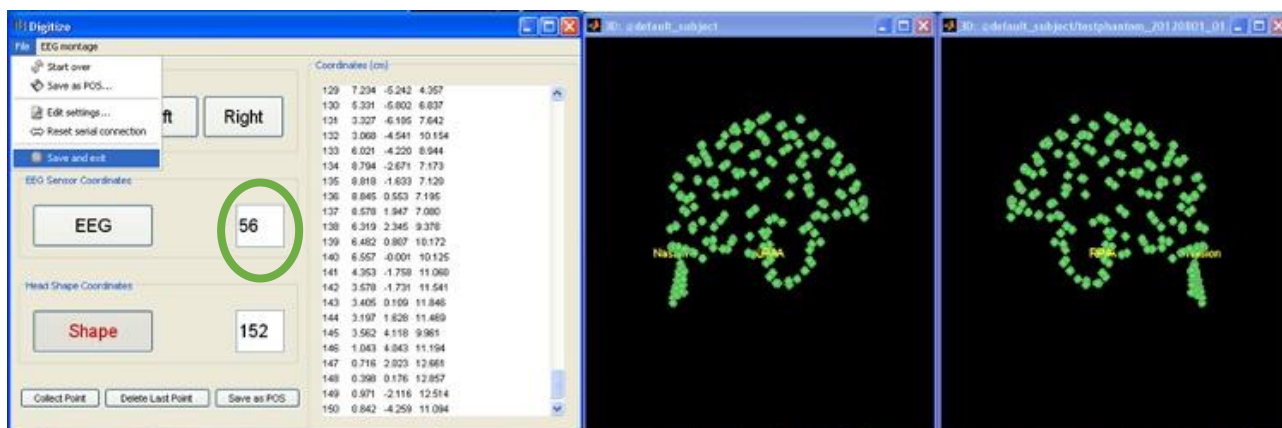 Digitize
File EEG montage
Start over
Save as POS...
Edit settings...
Reset serial connection
Save and exit
ft
Right
EEG Sensor Coordinates
EEG
56
Head Shape Coordinates
Shape
152
Collect Point Delete Last Point Save as POS
Coordinates (cm)
129 7.234 -5.242 4.357
130 5.331 -5.802 6.837
131 3.327 -6.185 7.642
132 3.068 -4.541 10.154
133 6.021 -4.220 8.944
134 8.794 -2.671 7.173
135 8.818 -1.633 7.129
136 8.845 0.553 7.195
137 8.578 1.947 7.080
138 6.319 2.345 9.378
139 6.482 0.807 10.172
140 6.557 -0.001 10.125
141 4.353 -1.758 11.060
142 3.578 -1.731 11.541
143 3.405 0.109 11.846
144 3.197 1.828 11.469
145 3.562 4.118 9.961
146 1.043 4.043 11.194
147 0.716 2.023 12.661
148 0.398 0.176 12.857
149 0.971 -2.116 12.514
150 0.842 -4.259 11.094
3D: @default_subject
Nasion
LPA
3D: @default_subject/testphantom_20120801_01
RPA
Nasion